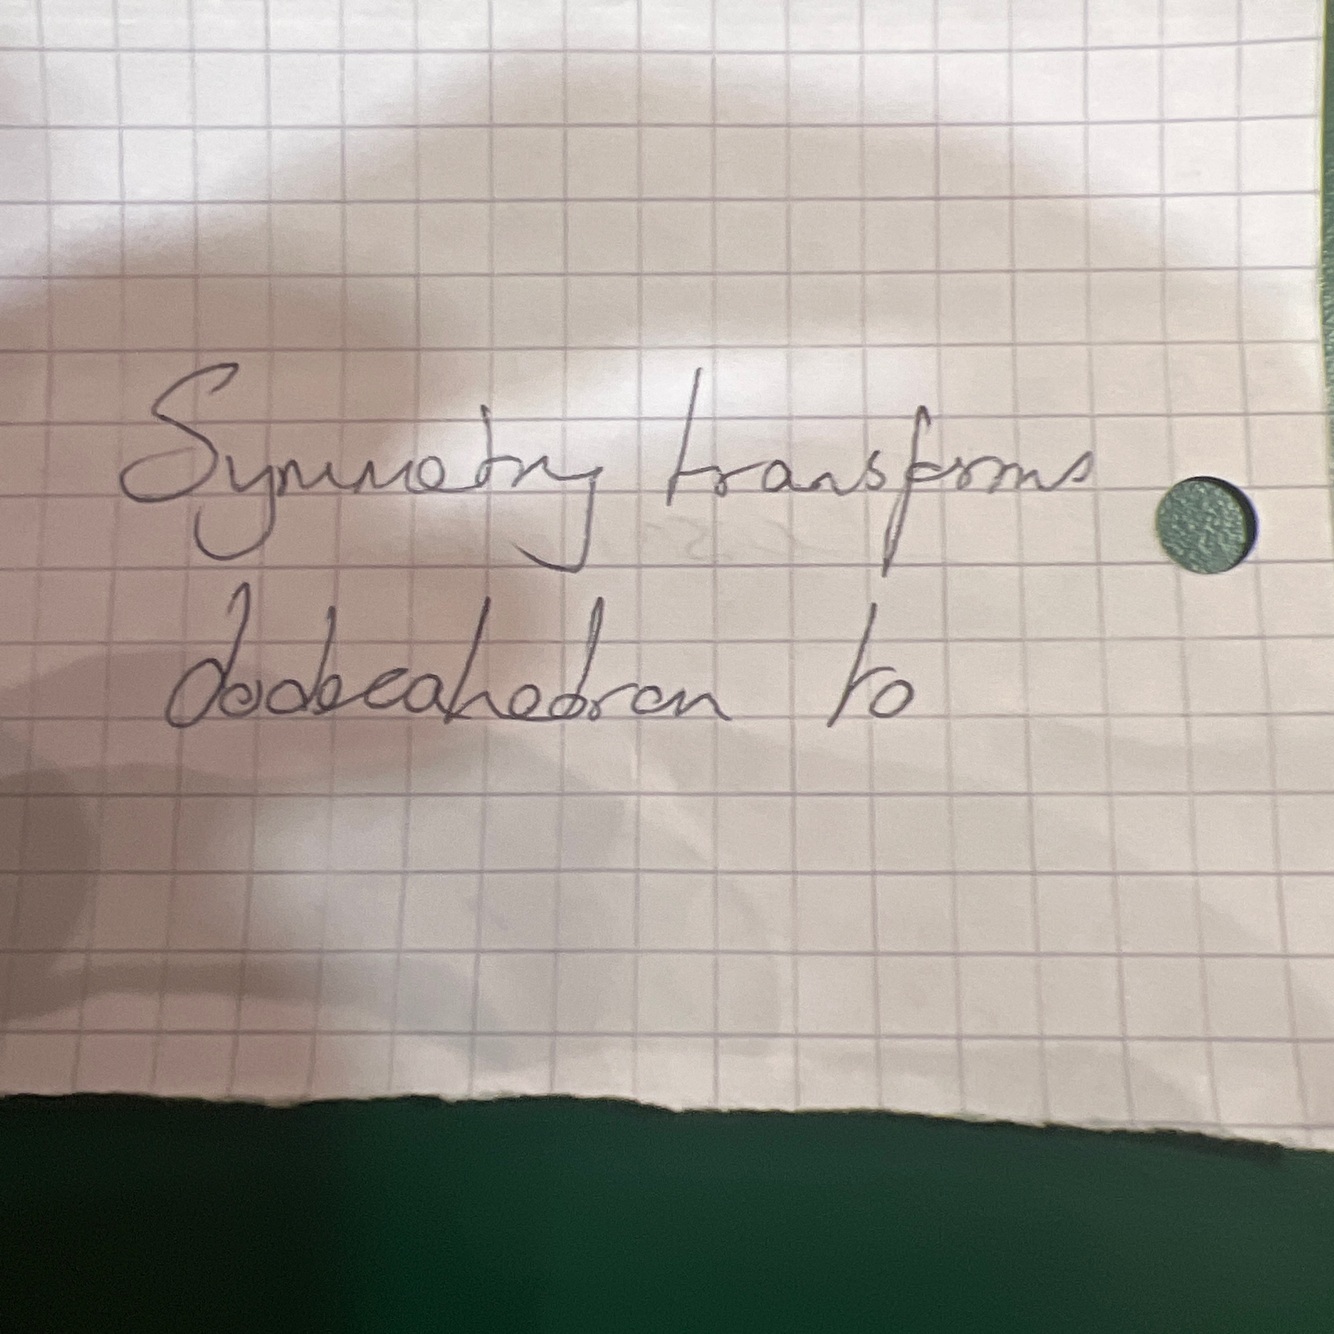 Symmetry transforms
dodecahedron to